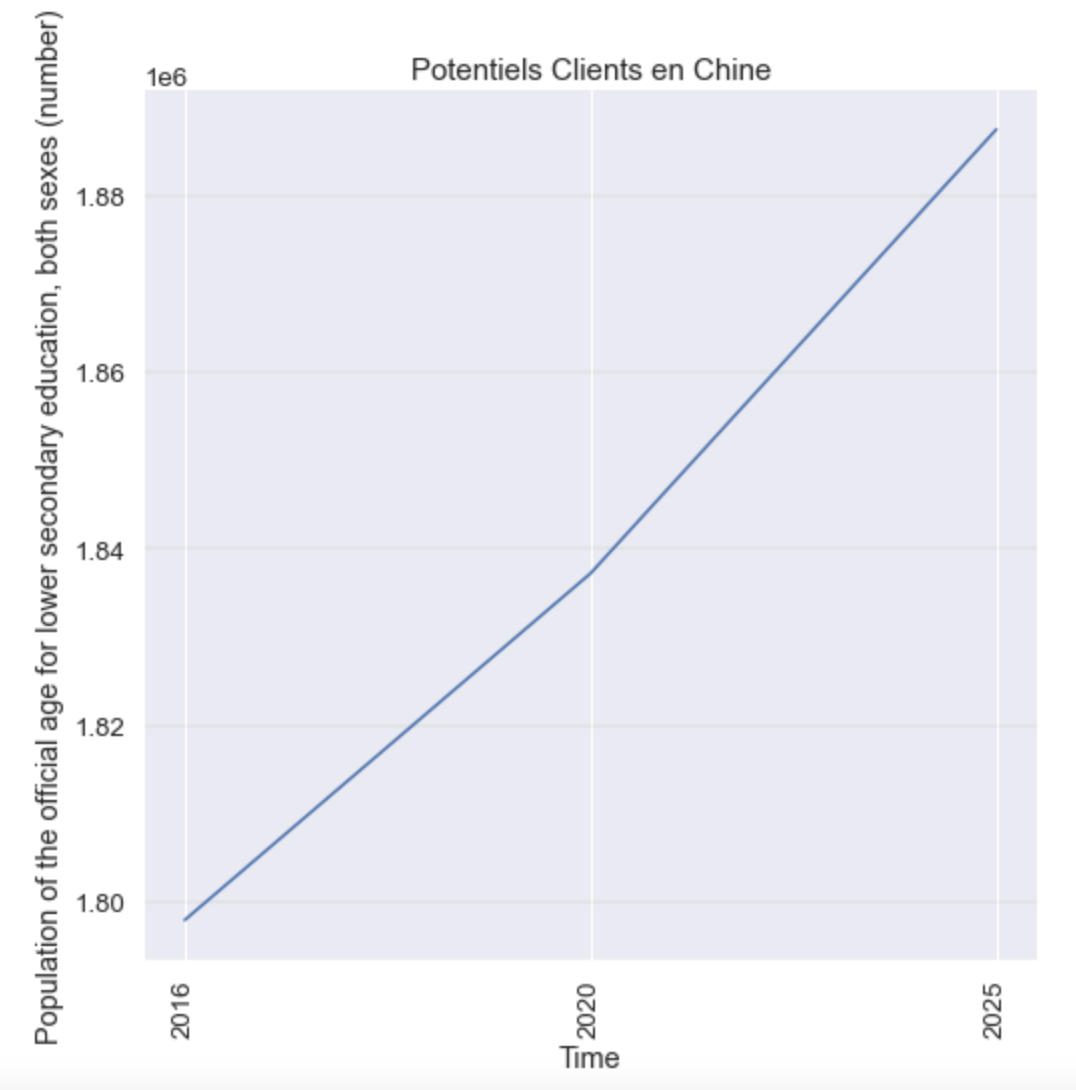 Potentiels Clients en Chine
1e6
Population of the official age for lower secondary education, both sexes (number)
1.88
1.86
1.84
1.82
1.80
2016
2020
2025
Time